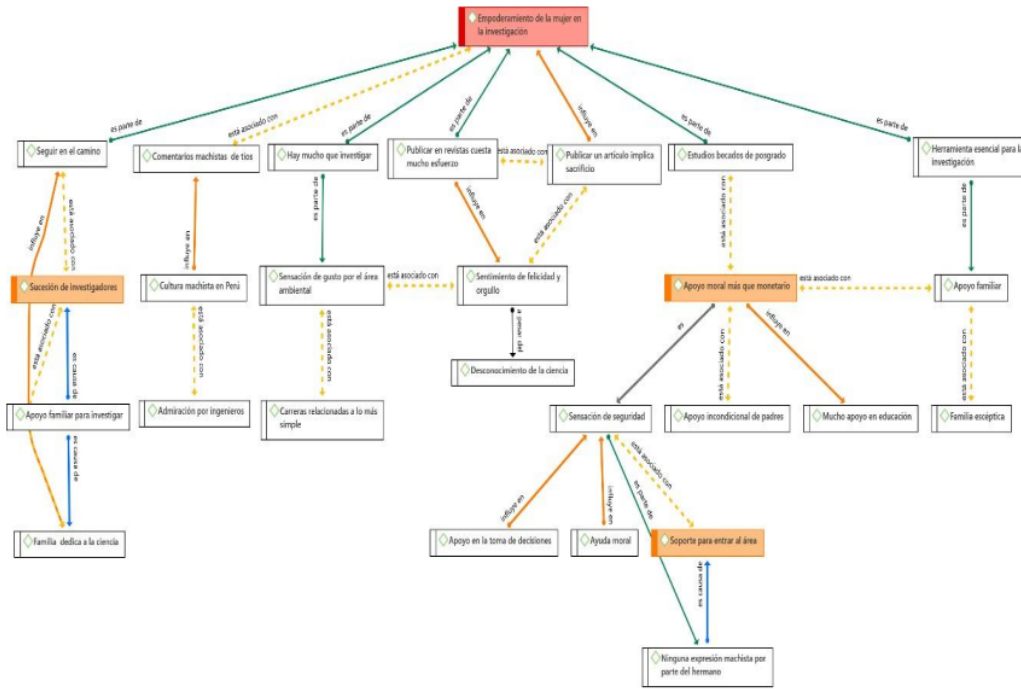 Empoderamiento de la mujer en
la investigación
es parte de
está asociado con
es parte de
es parte de
influye en
es parte de
es parte de
Seguir en el camino
Comentarios machistas de tíos
Hay mucho que investigar
Publicar en revistas cuesta
mucho esfuerzo
está asociado con
Publicar un artículo implica
sacrificio
Estudios becados de posgrado
Herramienta esencial para la
investigación
influye en
está asociado con
influye en
es parte de
influye en
está asociado con
está asociado con
es parte de
Sucesión de investigadores
Cultura machista en Perú
Sensación de gusto por el área
ambiental
está asociado con
Sentimiento de felicidad y
orgullo
Apoyo moral más que monetario
está asociado con
Apoyo familiar
está asociado con
es causa de
está asociado con
está asociado con
a pesar del
es
está asociado con
influye en
está asociado con
Desconocimiento de la ciencia
Apoyo familiar para investigar
Admiración por ingenieros
Carreras relacionadas a lo más
simple
Sensación de seguridad
Apoyo incondicional de padres
Mucho apoyo en educación
Familia escéptica
es causa de
influye en
influye en
es parte de
está asociado con
Familia dedica a la ciencia
Apoyo en la toma de decisiones
Ayuda moral
Soporte para entrar al área
es causa de
Ninguna expresión machista por
parte del hermano